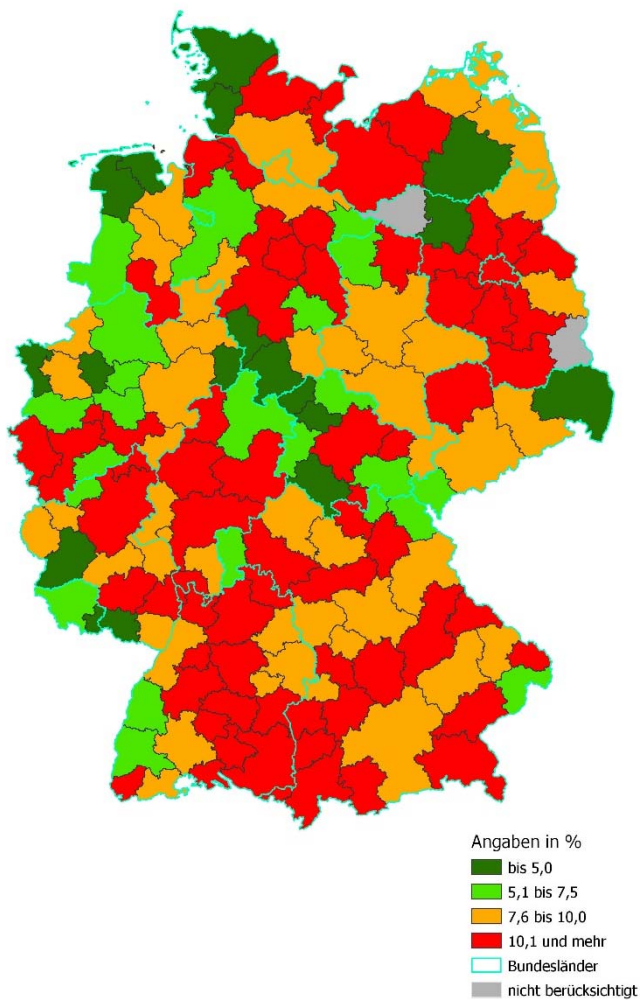 Angaben in %
bis 5,0
5,1 bis 7,5
7,6 bis 10,0
10,1 und mehr
Bundesländer
nicht berücksichtigt